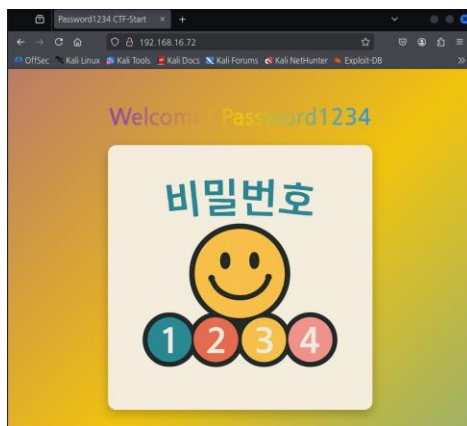 Password1234 CTF-Start
192.168.16.72
OffSec Kali Linux Kali Tools Kali Docs Kali Forums Kali NetHunter Exploit-DB
Welcome Password1234
비밀번호
1 2 3 4